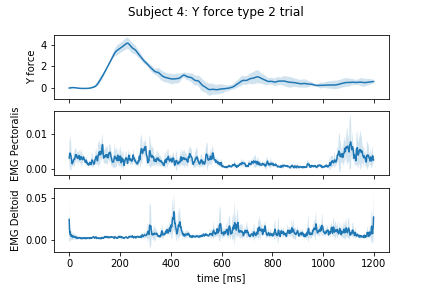 Subject 4: Y force type 2 trial
4
2
0
Y force
0.01
0.00
EMG Pectoralis
0.05
0.00
EMG Deltoid
0 200 400 600 800 1000 1200
time [ms]